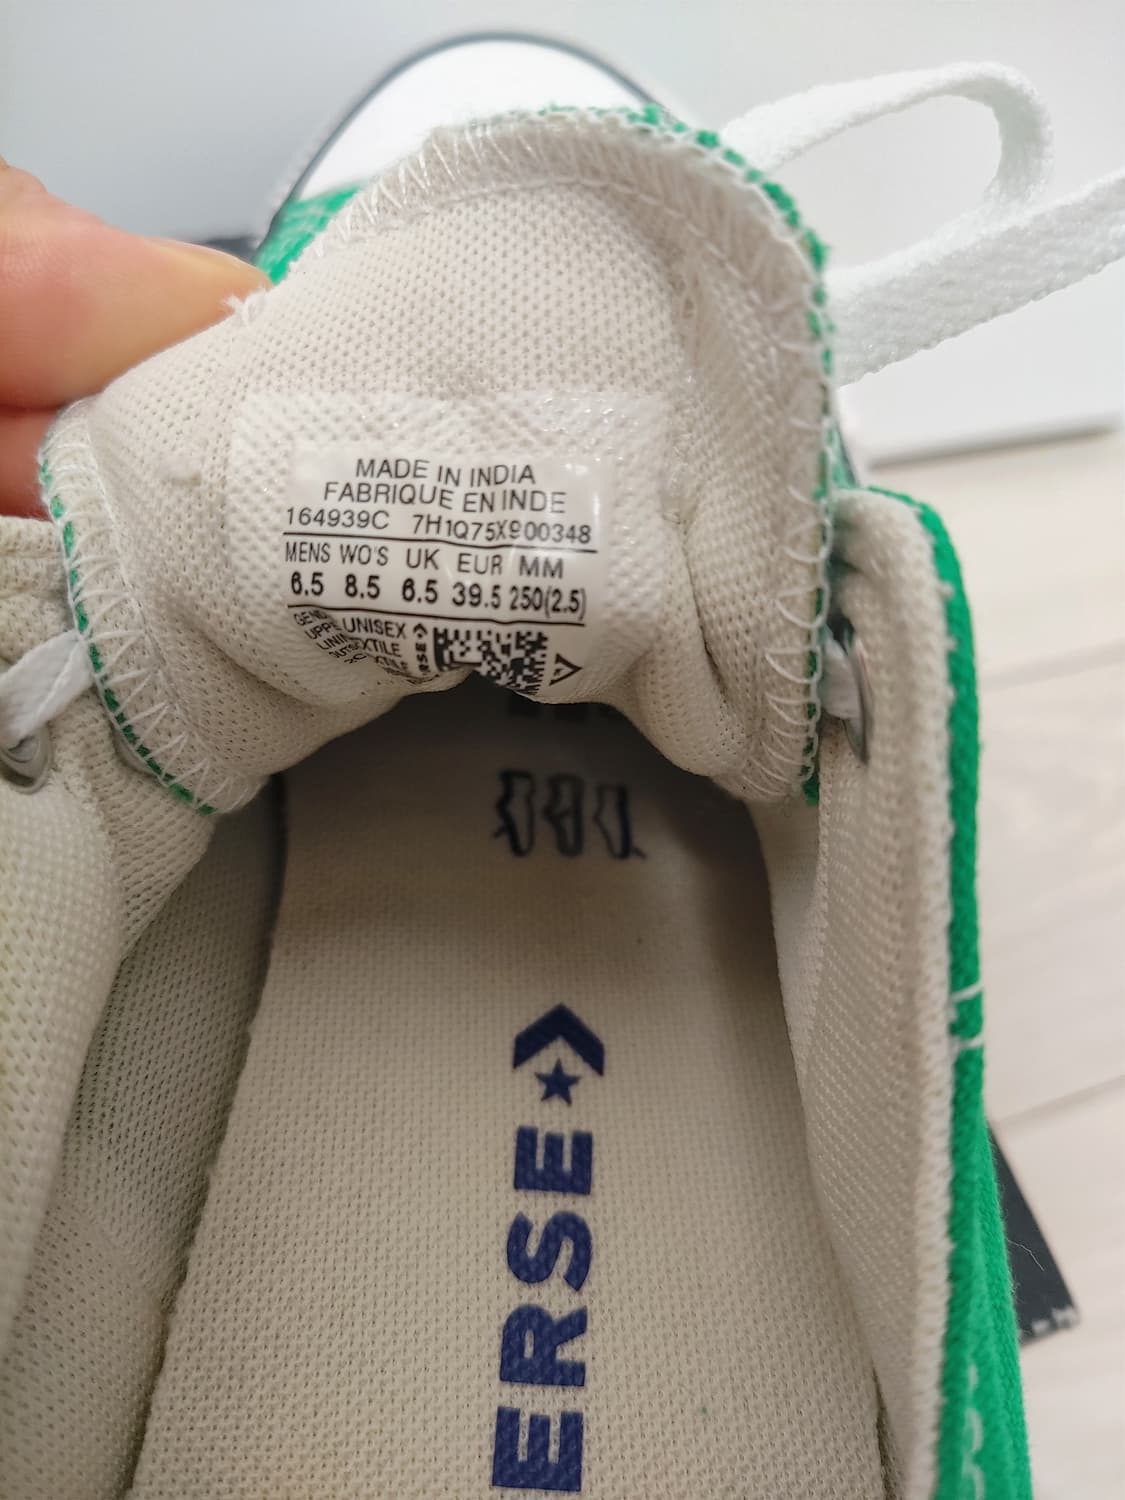 MADE IN INDIA
FABRIQUE EN INDE
164939C 7H1Q75X900348
MENS WO'S UK EUR MM
6.5 8.5 6.5 39.5 250(2.5)
UNISEX
ERSE